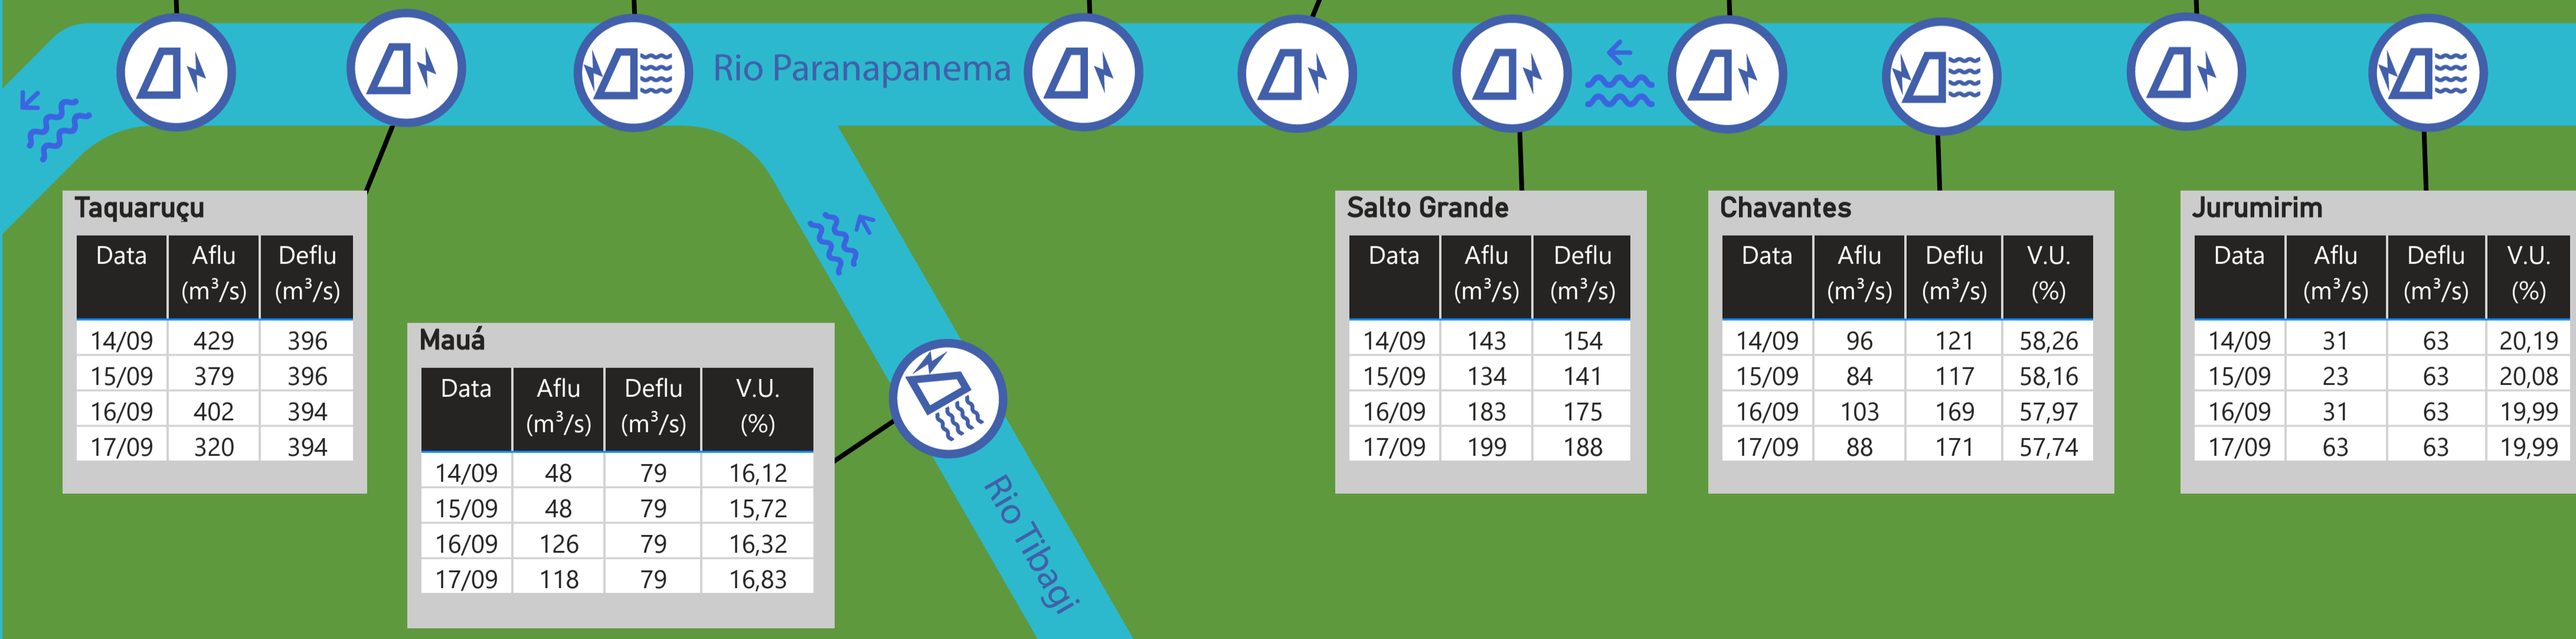 Rio Paranapanema
Taquaruçu
Data Aflu (m³/s) Deflu (m³/s)
14/09 429 396
15/09 379 396
16/09 402 394
17/09 320 394
Mauá
Data Aflu (m³/s) Deflu (m³/s) V.U. (%)
14/09 48 79 16,12
15/09 48 79 15,72
16/09 126 79 16,32
17/09 118 79 16,83
Rio Tibagi
Salto Grande
Data Aflu (m³/s) Deflu (m³/s)
14/09 143 154
15/09 134 141
16/09 183 175
17/09 199 188
Chavantes
Data Aflu (m³/s) Deflu (m³/s) V.U. (%)
14/09 96 121 58,26
15/09 84 117 58,16
16/09 103 169 57,97
17/09 88 171 57,74
Jurumirim
Data Aflu (m³/s) Deflu (m³/s) V.U. (%)
14/09 31 63 20,19
15/09 23 63 20,08
16/09 31 63 19,99
17/09 63 63 19,99